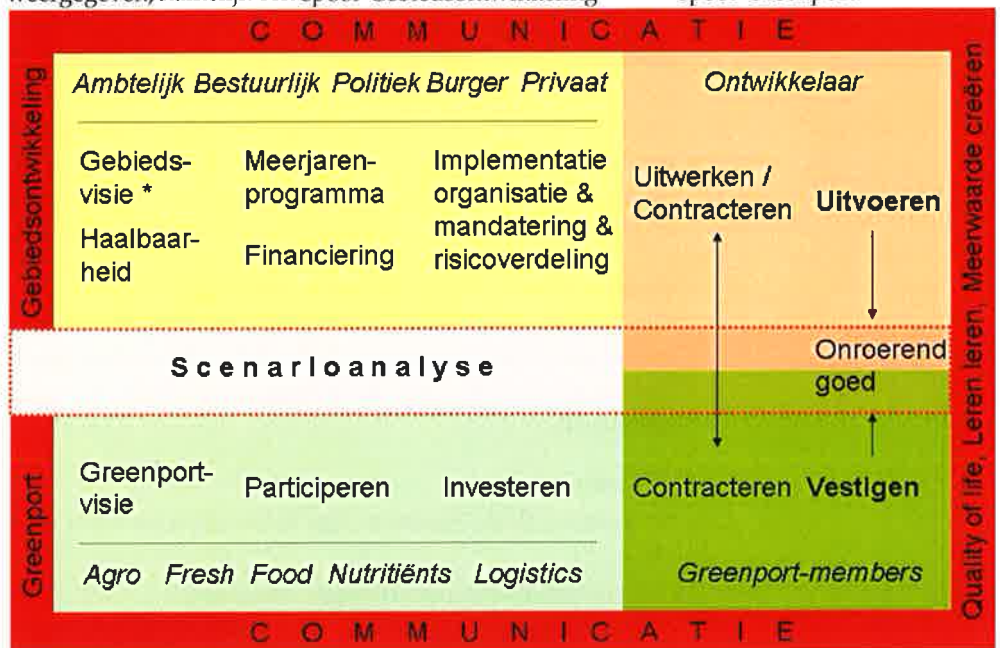 C O M M U N I C A T I E
Gebiedsontwikkeling
Ambtelijk Bestuurlijk Politiek Burger Privaat
Ontwikkelaar
Gebieds-
visie *
Haalbaar-
heid
Meerjaren-
programma
Financiering
Implementatie
organisatie &
mandatering &
risicoverdeling
Uitwerken /
Contracteren
Uitvoeren
Scenarioanalyse
Onroerend
goed
Greenport
Greenport-
visie
Participeren
Investeren
Contracteren
Vestigen
Agro Fresh Food Nutritiënts Logistics
Greenport-members
Quality of life, Leren leren, Meerwaarde creëren
C O M M U N I C A T I E